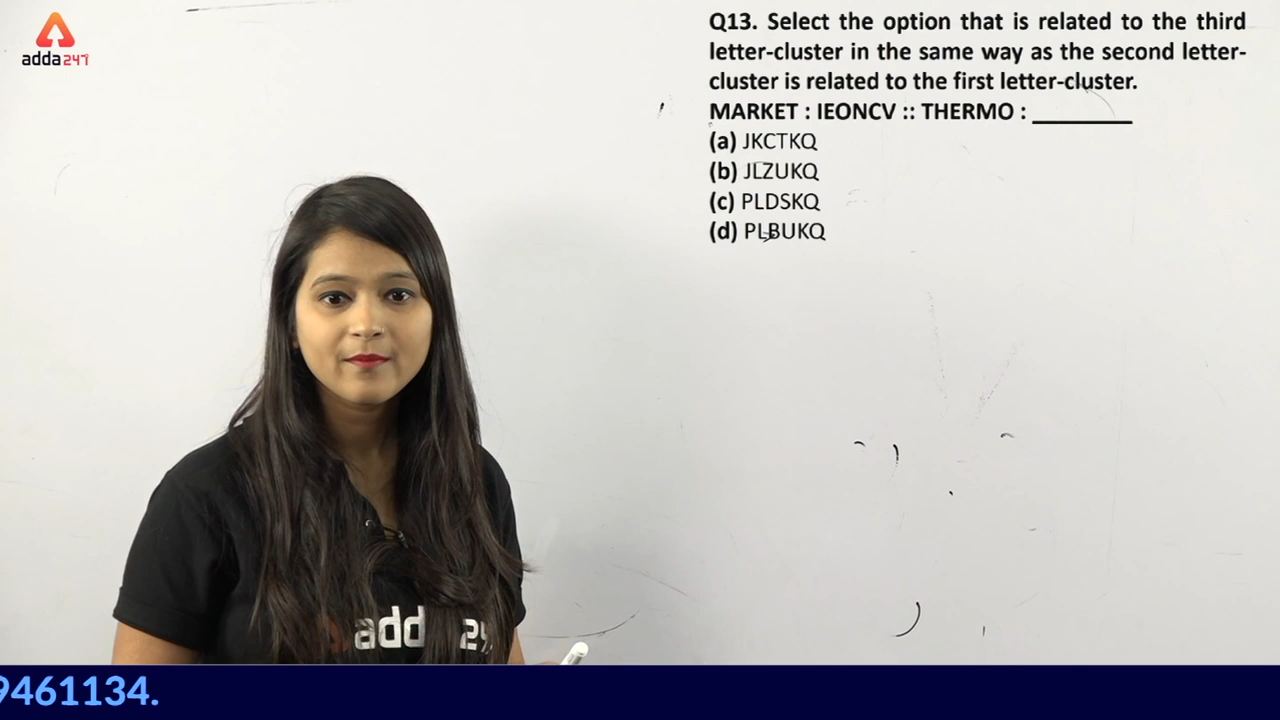 adda247
Q13. Select the option that is related to the third
letter-cluster in the same way as the second letter-
cluster is related to the first letter-cluster.
MARKET : IEONCV :: THERMO : ________
(a) JKCTKQ
(b) JLZUKQ
(c) PLDSKQ
(d) PLBUKQ
adda 24
9461134.